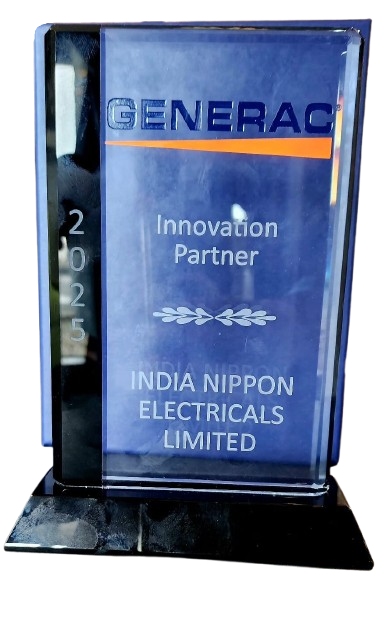 GENERAC
2025
Innovation
Partner
INDIA NIPPON
ELECTRICALS
LIMITED